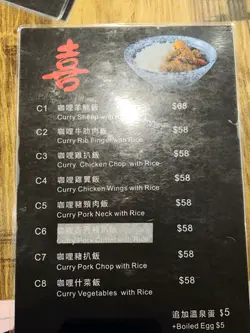 喜
C1 咖喱羊腩飯 $68
Curry Sheep with Rice
C2 咖喱牛肋肉飯 $58
Curry Rib Finger with Rice
C3 咖喱雞扒飯 $58
Curry Chicken Chop with Rice
C4 咖喱雞翼飯 $58
Curry Chicken Wings with Rice
C5 咖喱豬頸肉飯 $58
Curry Pork Neck with Rice
C6 $58
C7 咖喱豬扒飯 $58
Curry Pork Chop with Rice
C8 咖喱什菜飯 $58
Curry Vegetables with Rice
追加溫泉蛋 $5
+Boiled Egg $5